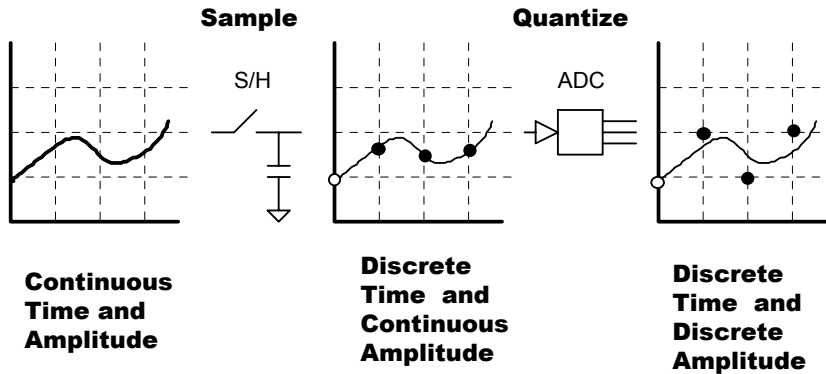 Sample
Quantize
S/H
ADC
Continuous
Time and
Amplitude
Discrete
Time and
Continuous
Amplitude
Discrete
Time and
Discrete
Amplitude